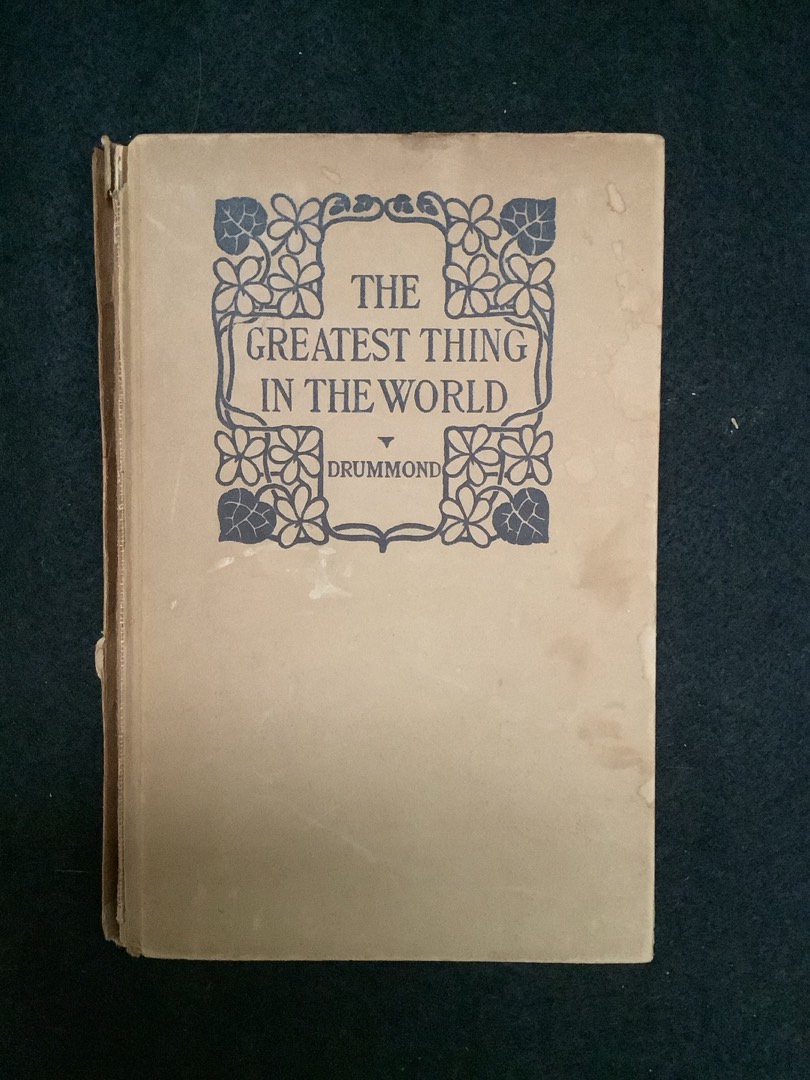 THE
GREATEST THING
IN THE WORLD
DRUMMOND